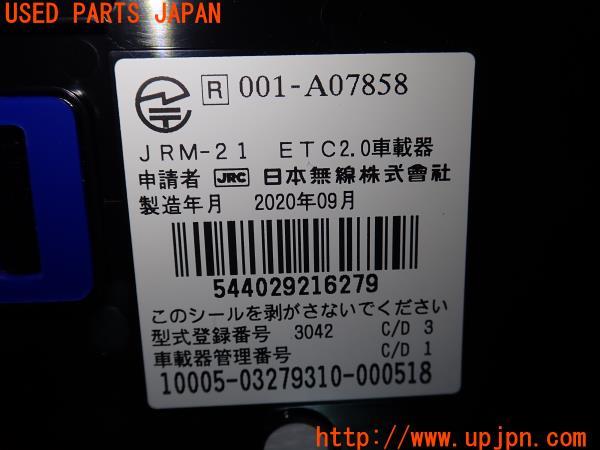 USED PARTS JAPAN
R 001-A07858
JRM-21 ETC2.0車載器
申請者 JRC 日本無線株式會社
製造年月 2020年09月
544029216279
このシールを剥がさないでください
型式登録番号 3042 C/D 3
車載器管理番号 C/D 1
10005-03279310-000518
http://www.upjpn.com